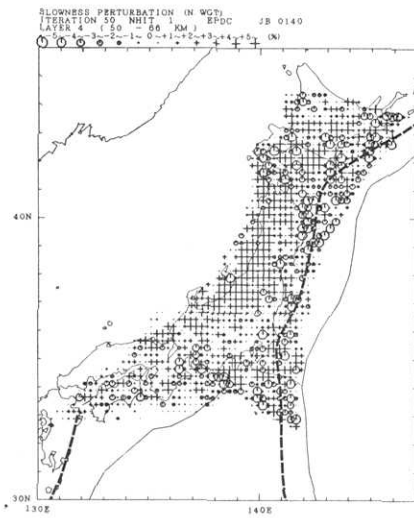 SLOWNESS PERTURBATION (N WGT)
ITERATION 50 NHIT 1 EPDC JB 0140
LAYER 4 ( 50 - 66 KM)
-5- -4- -3- -2- -1- 0 +1- +2- +3- +4- +5- (%)
40N
30N
130E
140E